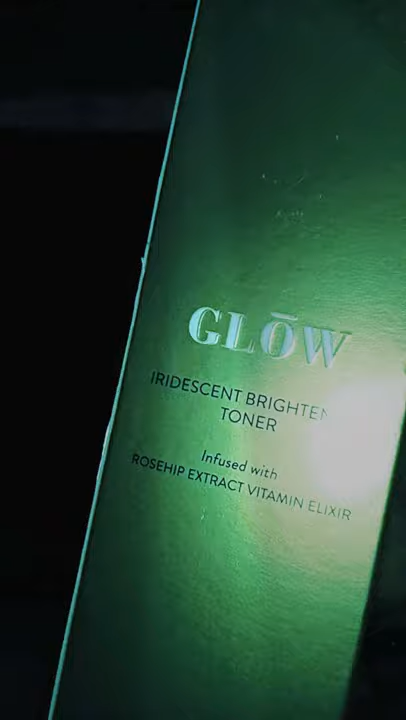 GLŌW
IRIDESCENT BRIGHTEN
TONER
Infused with
ROSEHIP EXTRACT VITAMIN ELIXIR